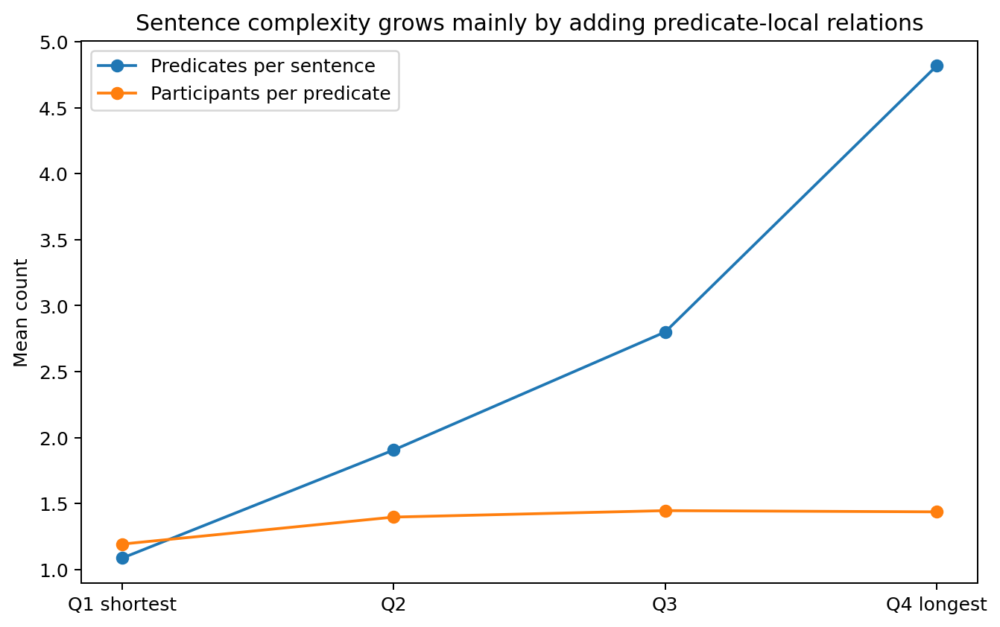 Sentence complexity grows mainly by adding predicate-local relations
Predicates per sentence
Participants per predicate
Mean count
5.0
4.5
4.0
3.5
3.0
2.5
2.0
1.5
1.0
Q1 shortest
Q2
Q3
Q4 longest